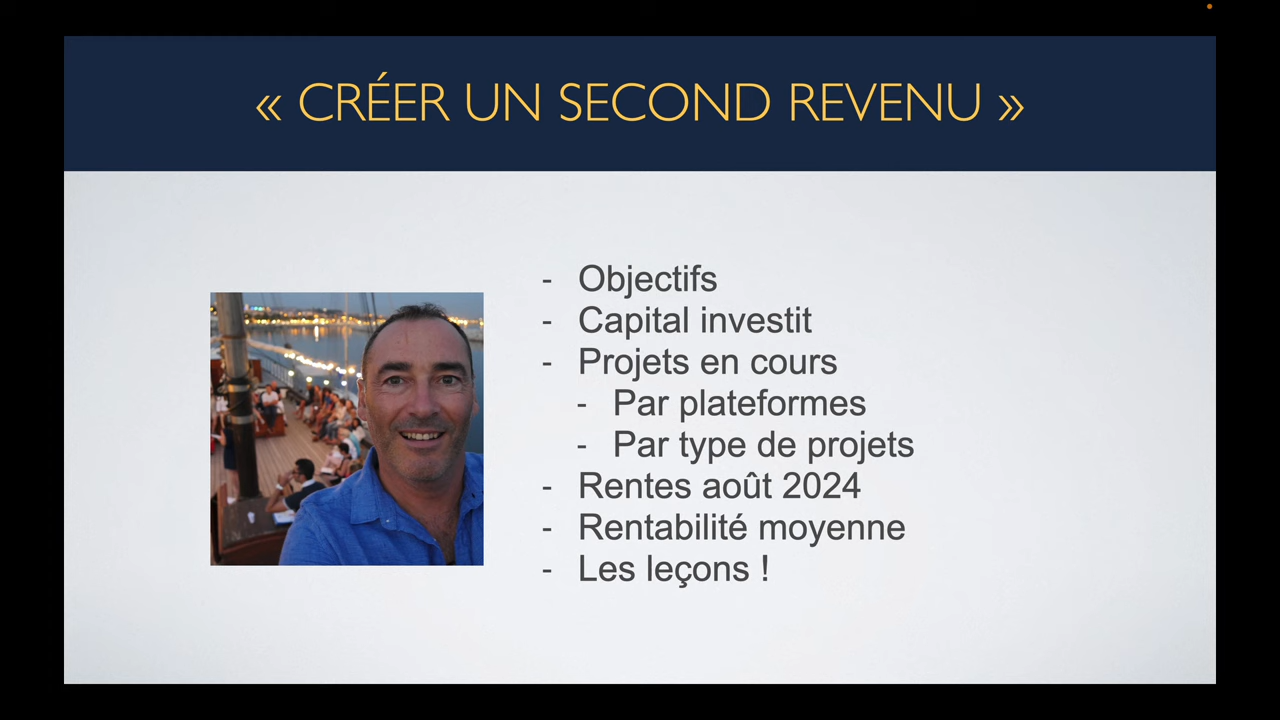 « CRÉER UN SECOND REVENU »
- Objectifs
- Capital investit
- Projets en cours
- Par plateformes
- Par type de projets
- Rentes août 2024
- Rentabilité moyenne
- Les leçons !